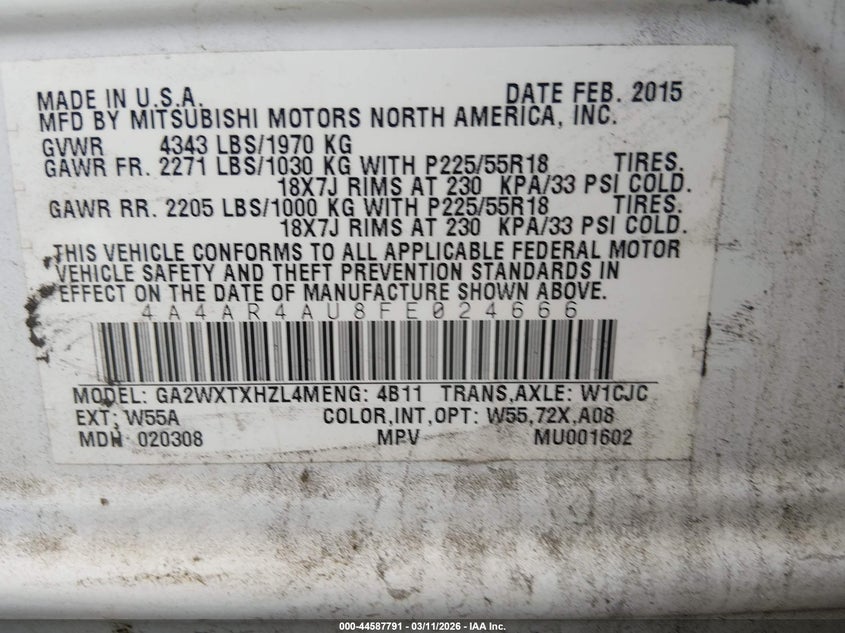 MADE IN U.S.A. DATE FEB. 2015
MFD BY MITSUBISHI MOTORS NORTH AMERICA, INC.
GVWR 4343 LBS/1970 KG
GAWR FR. 2271 LBS/1030 KG WITH P225/55R18 TIRES.
18X7J RIMS AT 230 KPA/33 PSI COLD.
GAWR RR. 2205 LBS/1000 KG WITH P225/55R18 TIRES.
18X7J RIMS AT 230 KPA/33 PSI COLD.
THIS VEHICLE CONFORMS TO ALL APPLICABLE FEDERAL MOTOR
VEHICLE SAFETY AND THEFT PREVENTION STANDARDS IN
EFFECT ON THE DATE OF MANUFACTURE SHOWN ABOVE.
4A4AR4AU8FE024666
MODEL: GA2WXTXHZL4MENG: 4B11 TRANS,AXLE: W1CJC
EXT: W55A COLOR,INT,OPT: W55,72X,A08
MDH 020308 MPV MU001602
000-44587791 - 03/11/2026 - IAA Inc.